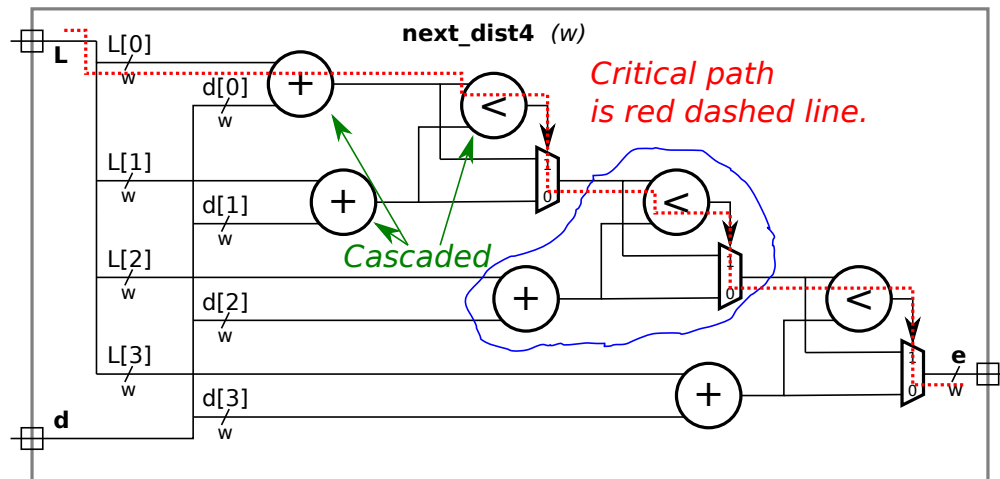 next_dist4 (w)
L
L[0]
w
d[0]
w
+
<
Critical path
is red dashed line.
1
0
L[1]
w
d[1]
w
+
<
Cascaded
1
0
L[2]
w
d[2]
w
+
<
1
0
L[3]
w
d[3]
w
+
e
w
d